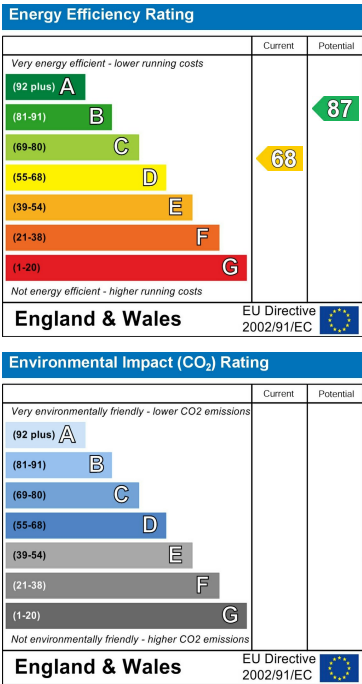 Energy Efficiency Rating
Current Potential
Very energy efficient - lower running costs
(92 plus) A
(81-91) B
87
(69-80) C
68
(55-68) D
(39-54) E
(21-38) F
(1-20) G
Not energy efficient - higher running costs
England & Wales
EU Directive
2002/91/EC
Environmental Impact (CO₂) Rating
Current Potential
Very environmentally friendly - lower CO2 emissions
(92 plus) A
(81-91) B
(69-80) C
(55-68) D
(39-54) E
(21-38) F
(1-20) G
Not environmentally friendly - higher CO2 emissions
England & Wales
EU Directive
2002/91/EC